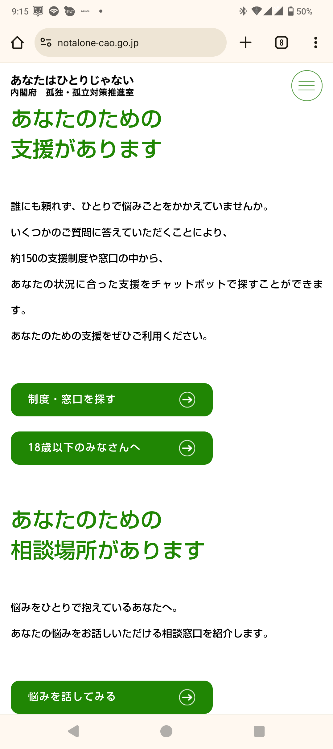 9:15
50%
notalone-cao.go.jp
8
あなたはひとりじゃない
内閣府 孤独・孤立対策推進室
あなたのための
支援があります
誰にも頼れず、ひとりで悩みごとをかかえていませんか。
いくつかのご質問に答えていただくことにより、
約150の支援制度や窓口の中から、
あなたの状況に合った支援をチャットボットで探すことができま
す。
あなたのための支援をぜひご利用ください。
制度・窓口を探す
18歳以下のみなさんへ
あなたのための
相談場所があります
悩みをひとりで抱えているあなたへ。
あなたの悩みをお話しいただける相談窓口を紹介します。
悩みを話してみる